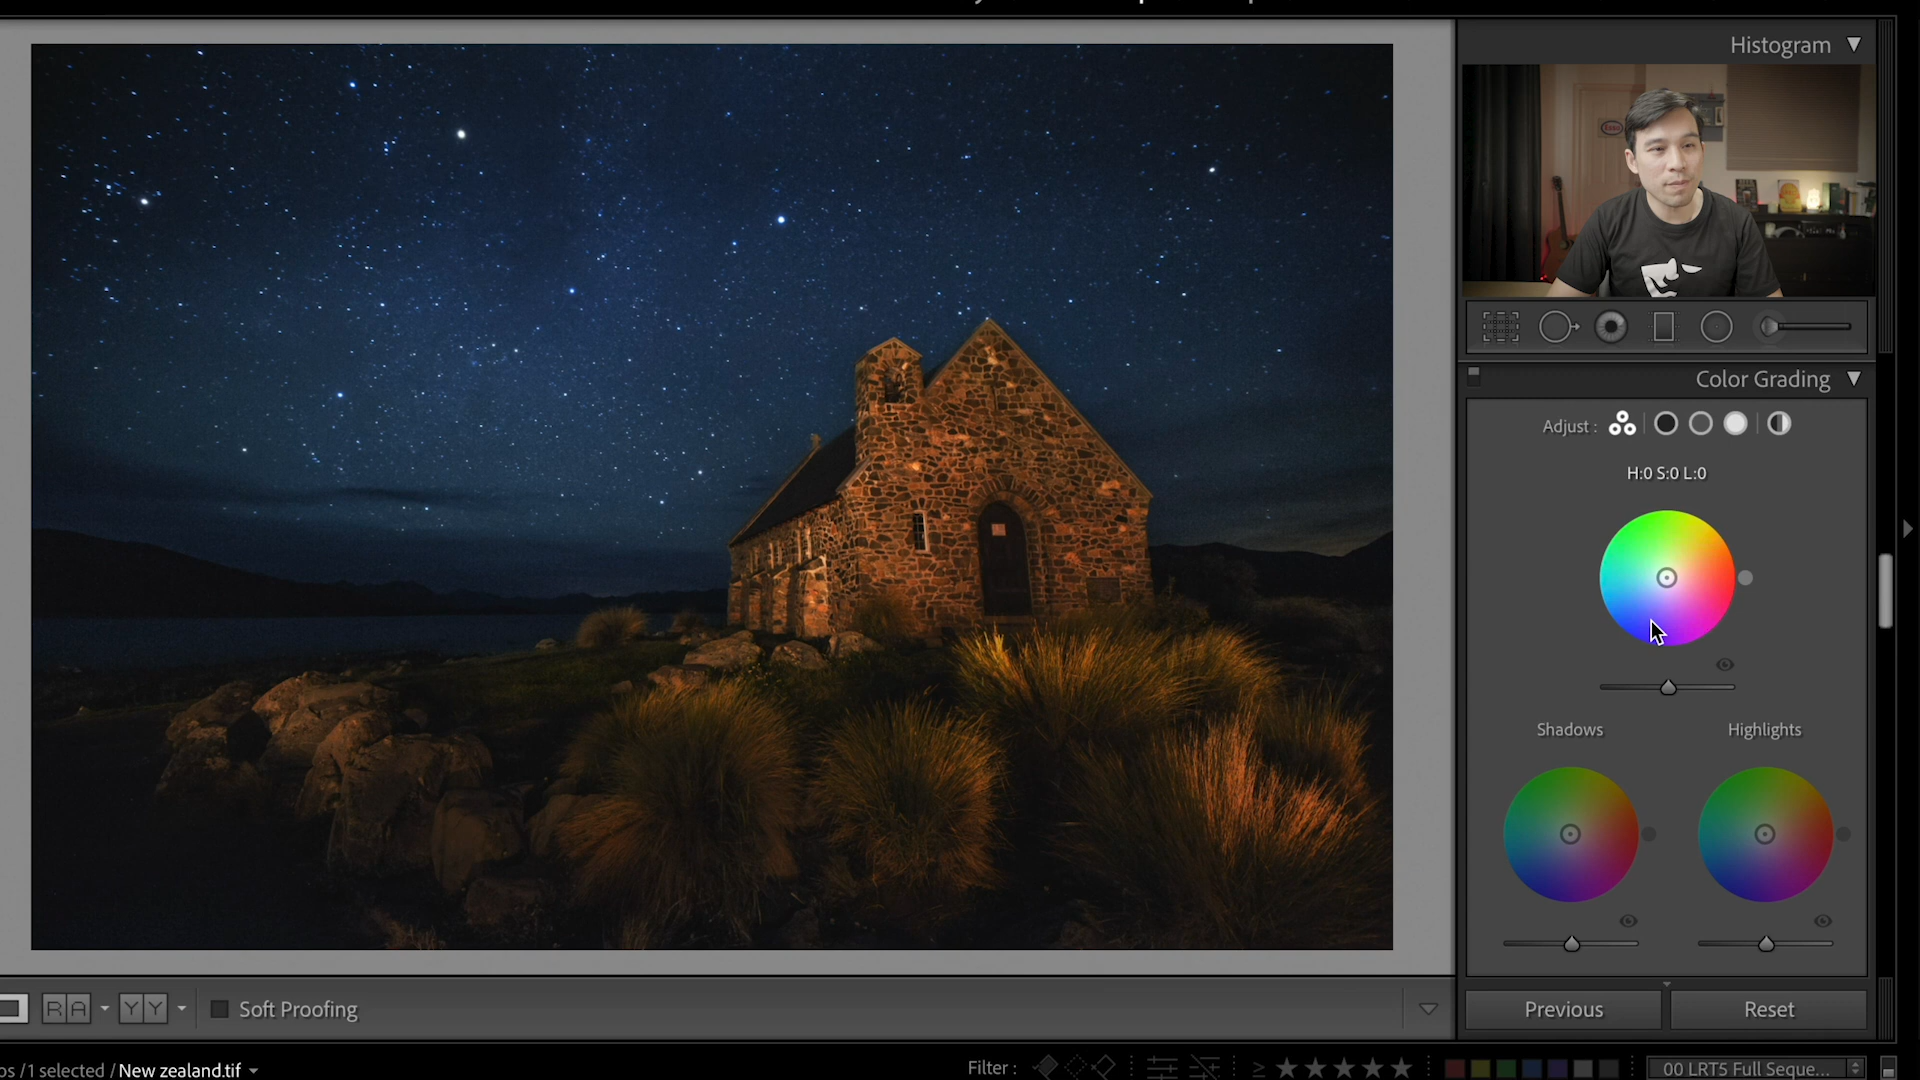 Histogram
Color Grading
Adjust :
H:0 S:0 L:0
Shadows
Highlights
Previous
Reset
R A
Y Y
Soft Proofing
os / 1 selected / New zealand.tif
Filter :
≥
00 LRT5 Full Seque...